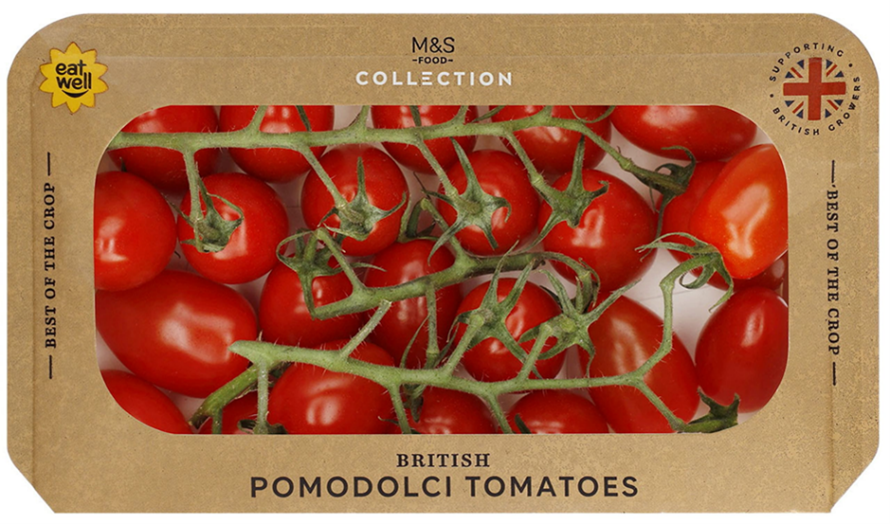 M&S
-FOOD-
COLLECTION
eat
well
SUPPORTING
BRITISH GROWERS
BEST OF THE CROP
BEST OF THE CROP
BRITISH
POMODOLCI TOMATOES